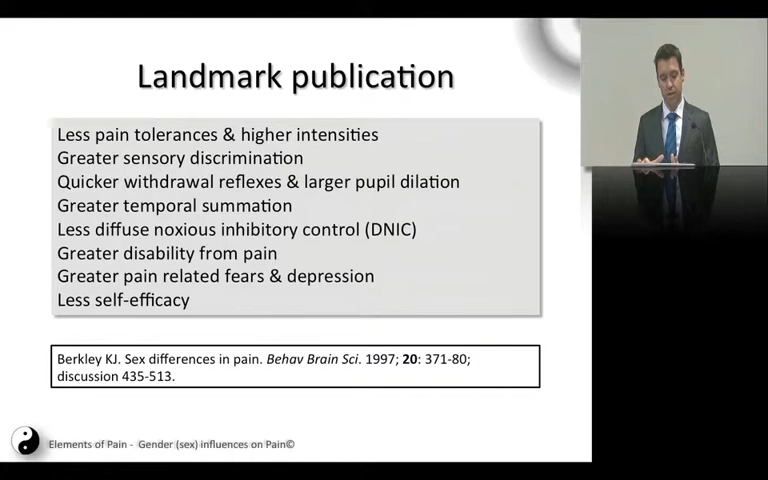 Landmark publication
Less pain tolerances & higher intensities
Greater sensory discrimination
Quicker withdrawal reflexes & larger pupil dilation
Greater temporal summation
Less diffuse noxious inhibitory control (DNIC)
Greater disability from pain
Greater pain related fears & depression
Less self-efficacy
Berkley KJ. Sex differences in pain. Behav Brain Sci. 1997; 20: 371-80;
discussion 435-513.
Elements of Pain - Gender (sex) influences on Pain©